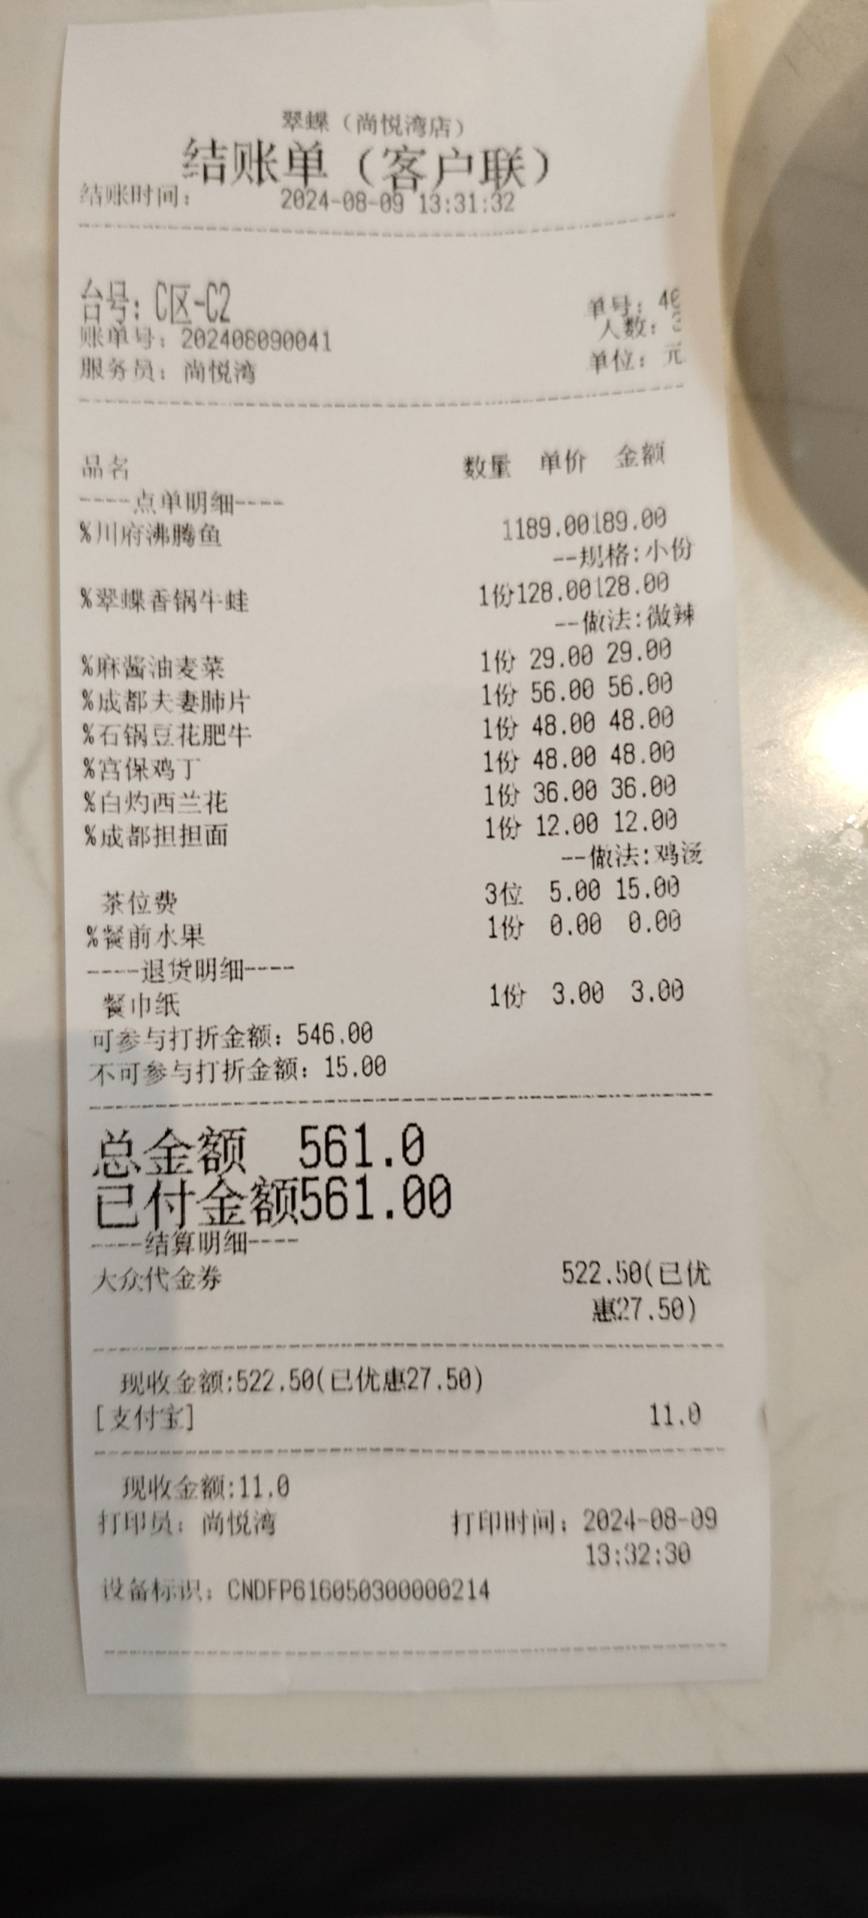 翠蝶（尚悦湾店）
结账单（客户联）
结账时间： 2024-08-09 13:31:32
台号：C区-C2
单号：46
账单号：202408090041
人数：3
服务员：尚悦湾
单位：元
品名 数量 单价 金额
----点单明细----
%川府沸腾鱼 1189.00189.00
--规格:小份
%翠蝶香锅牛蛙 1份128.00128.00
--做法:微辣
%麻酱油麦菜 1份 29.00 29.00
%成都夫妻肺片 1份 56.00 56.00
%石锅豆花肥牛 1份 48.00 48.00
%宫保鸡丁 1份 48.00 48.00
%白灼西兰花 1份 36.00 36.00
%成都担担面 1份 12.00 12.00
--做法:鸡汤
茶位费 3位 5.00 15.00
%餐前水果 1份 0.00 0.00
----退货明细----
餐巾纸 1份 3.00 3.00
可参与打折金额：546.00
不可参与打折金额：15.00
总金额 561.0
已付金额561.00
----结算明细----
大众代金券 522.50(已优
惠27.50)
现收金额:522.50(已优惠27.50)
[支付宝] 11.0
现收金额:11.0
打印员：尚悦湾 打印时间：2024-08-09
13:32:30
设备标识：CNDFP616050300000214